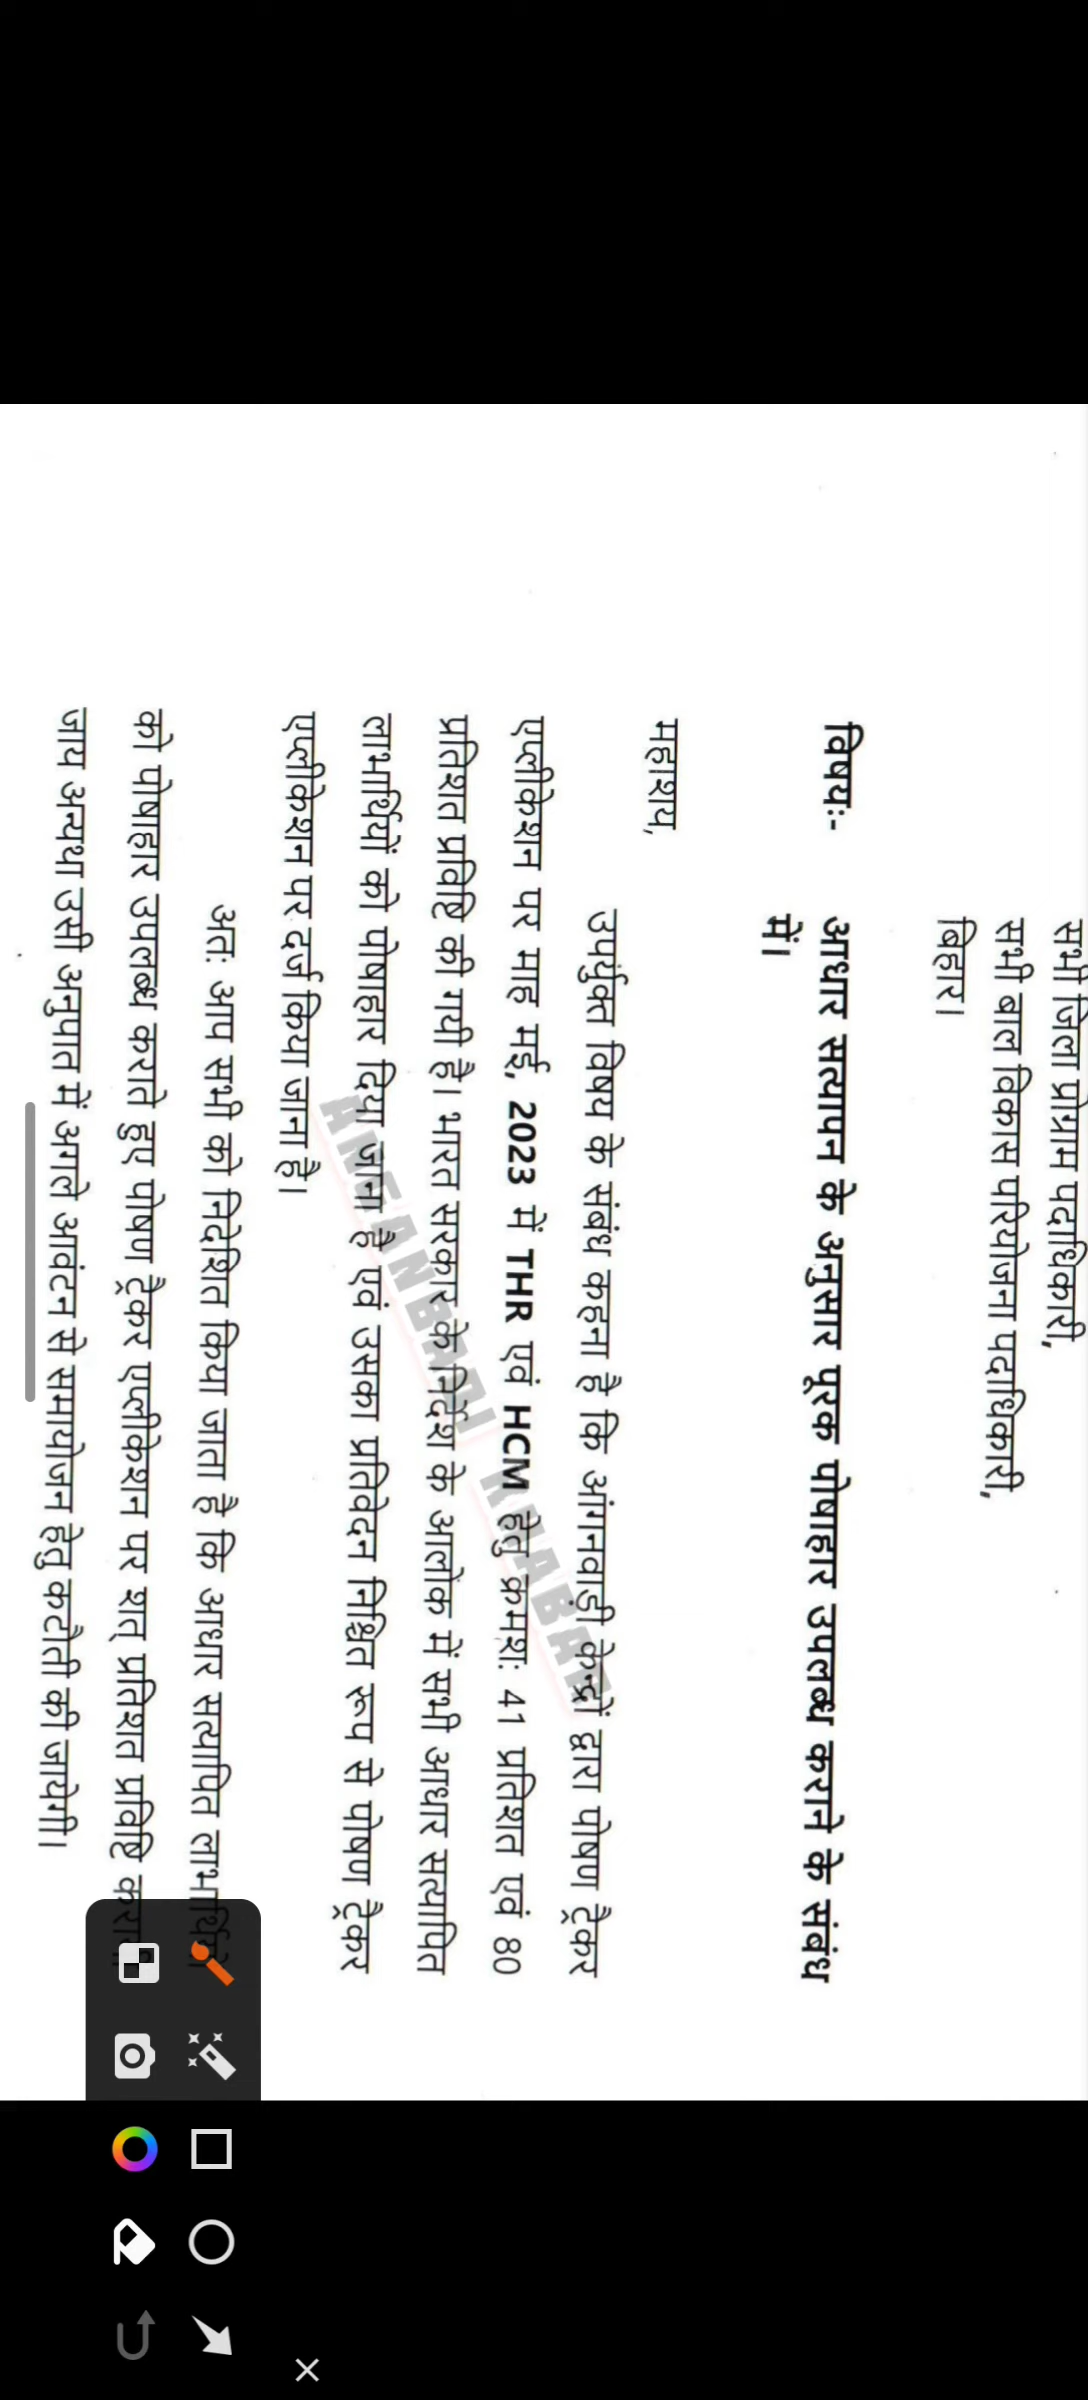 सभी जिला प्रोग्राम पदाधिकारी,
सभी बाल विकास परियोजना पदाधिकारी,
बिहार।
विषयः- आधार सत्यापन के अनुसार पूरक पोषाहार उपलब्ध कराने के संबंध
में।
महाशय,
उपर्युक्त विषय के संबंध कहना है कि आंगनवाड़ी केन्द्रों द्वारा पोषण ट्रैकर
एप्लीकेशन पर माह मई, 2023 में THR एवं HCM हेतु क्रमशः 41 प्रतिशत एवं 80
प्रतिशत प्रविष्टि की गयी है। भारत सरकार के निदेश के आलोक में सभी आधार सत्यापित
लाभार्थियों को पोषाहार दिया जाना है एवं उसका प्रतिवेदन निश्चित रूप से पोषण ट्रैकर
एप्लीकेशन पर दर्ज किया जाना है।
अतः आप सभी को निदेशित किया जाता है कि आधार सत्यापित लाभार्थियों
को पोषाहार उपलब्ध कराते हुए पोषण ट्रैकर एप्लीकेशन पर शत् प्रतिशत प्रविष्टि
जाय अन्यथा उसी अनुपात में अगले आवंटन से समायोजन हेतु कटौती की जायेगी।
ANGANBADI KHABAR